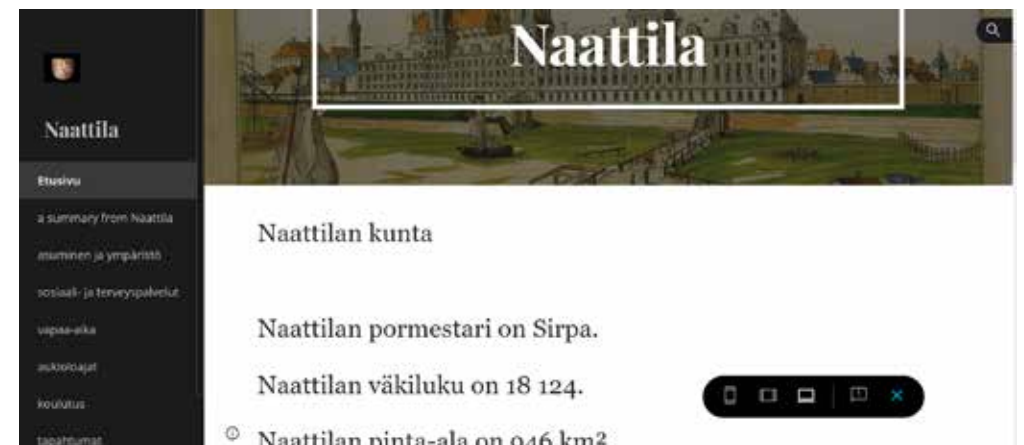 Naattila
Naattila
Etusivu
a summary from Naattila
asuminen ja ympäristö
sosiaali- ja terveyspalvelut
vapaa-aika
aukioloajat
koulutus
tapahtumat
Naattilan kunta
Naattilan pormestari on Sirpa.
Naattilan väkiluku on 18 124.
Naattilan pinta-ala on 946 km²